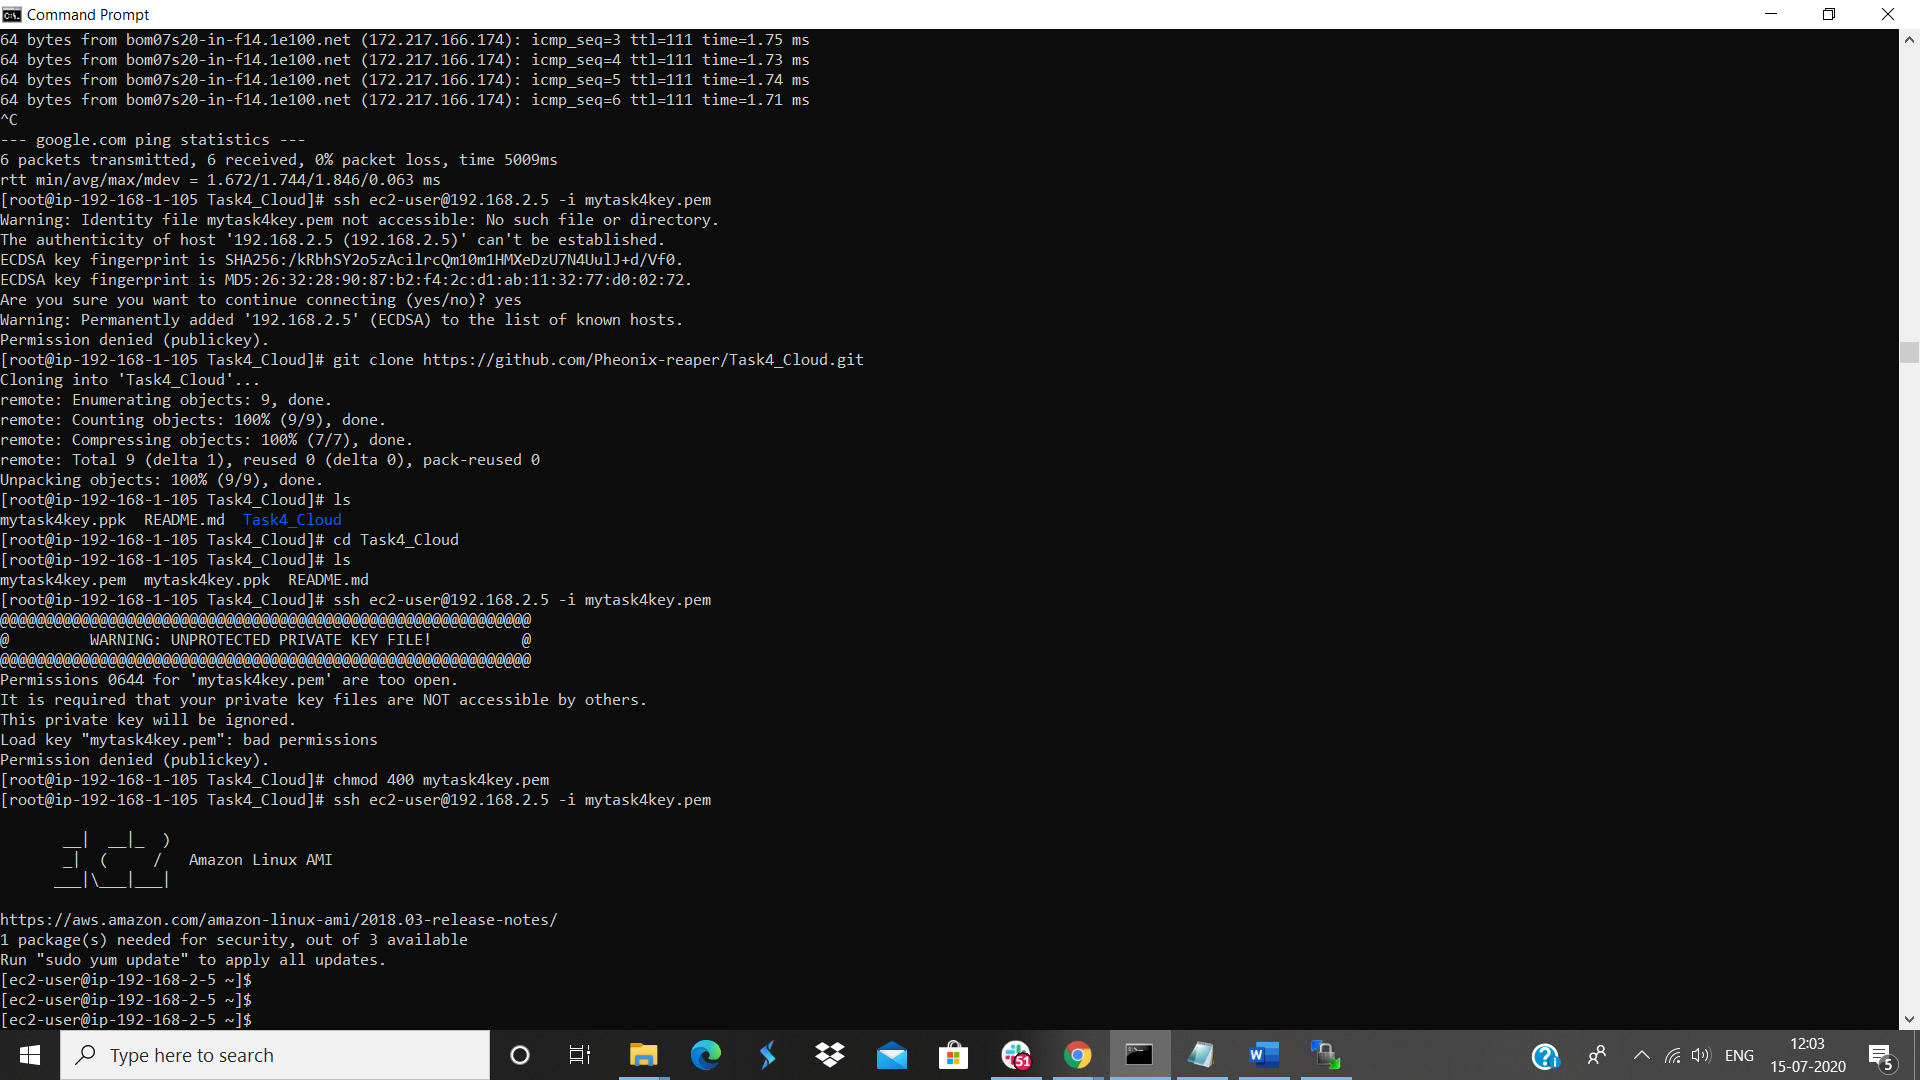 Command Prompt
64 bytes from bom07s20-in-f14.1e100.net (172.217.166.174): icmp_seq=3 ttl=111 time=1.75 ms
64 bytes from bom07s20-in-f14.1e100.net (172.217.166.174): icmp_seq=4 ttl=111 time=1.73 ms
64 bytes from bom07s20-in-f14.1e100.net (172.217.166.174): icmp_seq=5 ttl=111 time=1.74 ms
64 bytes from bom07s20-in-f14.1e100.net (172.217.166.174): icmp_seq=6 ttl=111 time=1.71 ms
^C
--- google.com ping statistics ---
6 packets transmitted, 6 received, 0% packet loss, time 5009ms
rtt min/avg/max/mdev = 1.672/1.744/1.846/0.063 ms
[root@ip-192-168-1-105 Task4_Cloud]# ssh ec2-user@192.168.2.5 -i mytask4key.pem
Warning: Identity file mytask4key.pem not accessible: No such file or directory.
The authenticity of host '192.168.2.5 (192.168.2.5)' can't be established.
ECDSA key fingerprint is SHA256:/kRbhSY2o5zAcilrcQm10m1HMXeDzU7N4UulJ+d/Vf0.
ECDSA key fingerprint is MD5:26:32:28:90:87:b2:f4:2c:d1:ab:11:32:77:d0:02:72.
Are you sure you want to continue connecting (yes/no)? yes
Warning: Permanently added '192.168.2.5' (ECDSA) to the list of known hosts.
Permission denied (publickey).
[root@ip-192-168-1-105 Task4_Cloud]# git clone https://github.com/Pheonix-reaper/Task4_Cloud.git
Cloning into 'Task4_Cloud'...
remote: Enumerating objects: 9, done.
remote: Counting objects: 100% (9/9), done.
remote: Compressing objects: 100% (7/7), done.
remote: Total 9 (delta 1), reused 0 (delta 0), pack-reused 0
Unpacking objects: 100% (9/9), done.
[root@ip-192-168-1-105 Task4_Cloud]# ls
mytask4key.ppk  README.md  Task4_Cloud
[root@ip-192-168-1-105 Task4_Cloud]# cd Task4_Cloud
[root@ip-192-168-1-105 Task4_Cloud]# ls
mytask4key.pem  mytask4key.ppk  README.md
[root@ip-192-168-1-105 Task4_Cloud]# ssh ec2-user@192.168.2.5 -i mytask4key.pem
@@@@@@@@@@@@@@@@@@@@@@@@@@@@@@@@@@@@@@@@@@@@@@@@@@@@@@@@@@@
@         WARNING: UNPROTECTED PRIVATE KEY FILE!          @
@@@@@@@@@@@@@@@@@@@@@@@@@@@@@@@@@@@@@@@@@@@@@@@@@@@@@@@@@@@
Permissions 0644 for 'mytask4key.pem' are too open.
It is required that your private key files are NOT accessible by others.
This private key will be ignored.
Load key "mytask4key.pem": bad permissions
Permission denied (publickey).
[root@ip-192-168-1-105 Task4_Cloud]# chmod 400 mytask4key.pem
[root@ip-192-168-1-105 Task4_Cloud]# ssh ec2-user@192.168.2.5 -i mytask4key.pem
       __|  __|_  )
       _|  (     /   Amazon Linux AMI
      ___|\___|___|
https://aws.amazon.com/amazon-linux-ami/2018.03-release-notes/
1 package(s) needed for security, out of 3 available
Run "sudo yum update" to apply all updates.
[ec2-user@ip-192-168-2-5 ~]$
[ec2-user@ip-192-168-2-5 ~]$
[ec2-user@ip-192-168-2-5 ~]$
Type here to search
51
W
ENG
12:03
15-07-2020
5